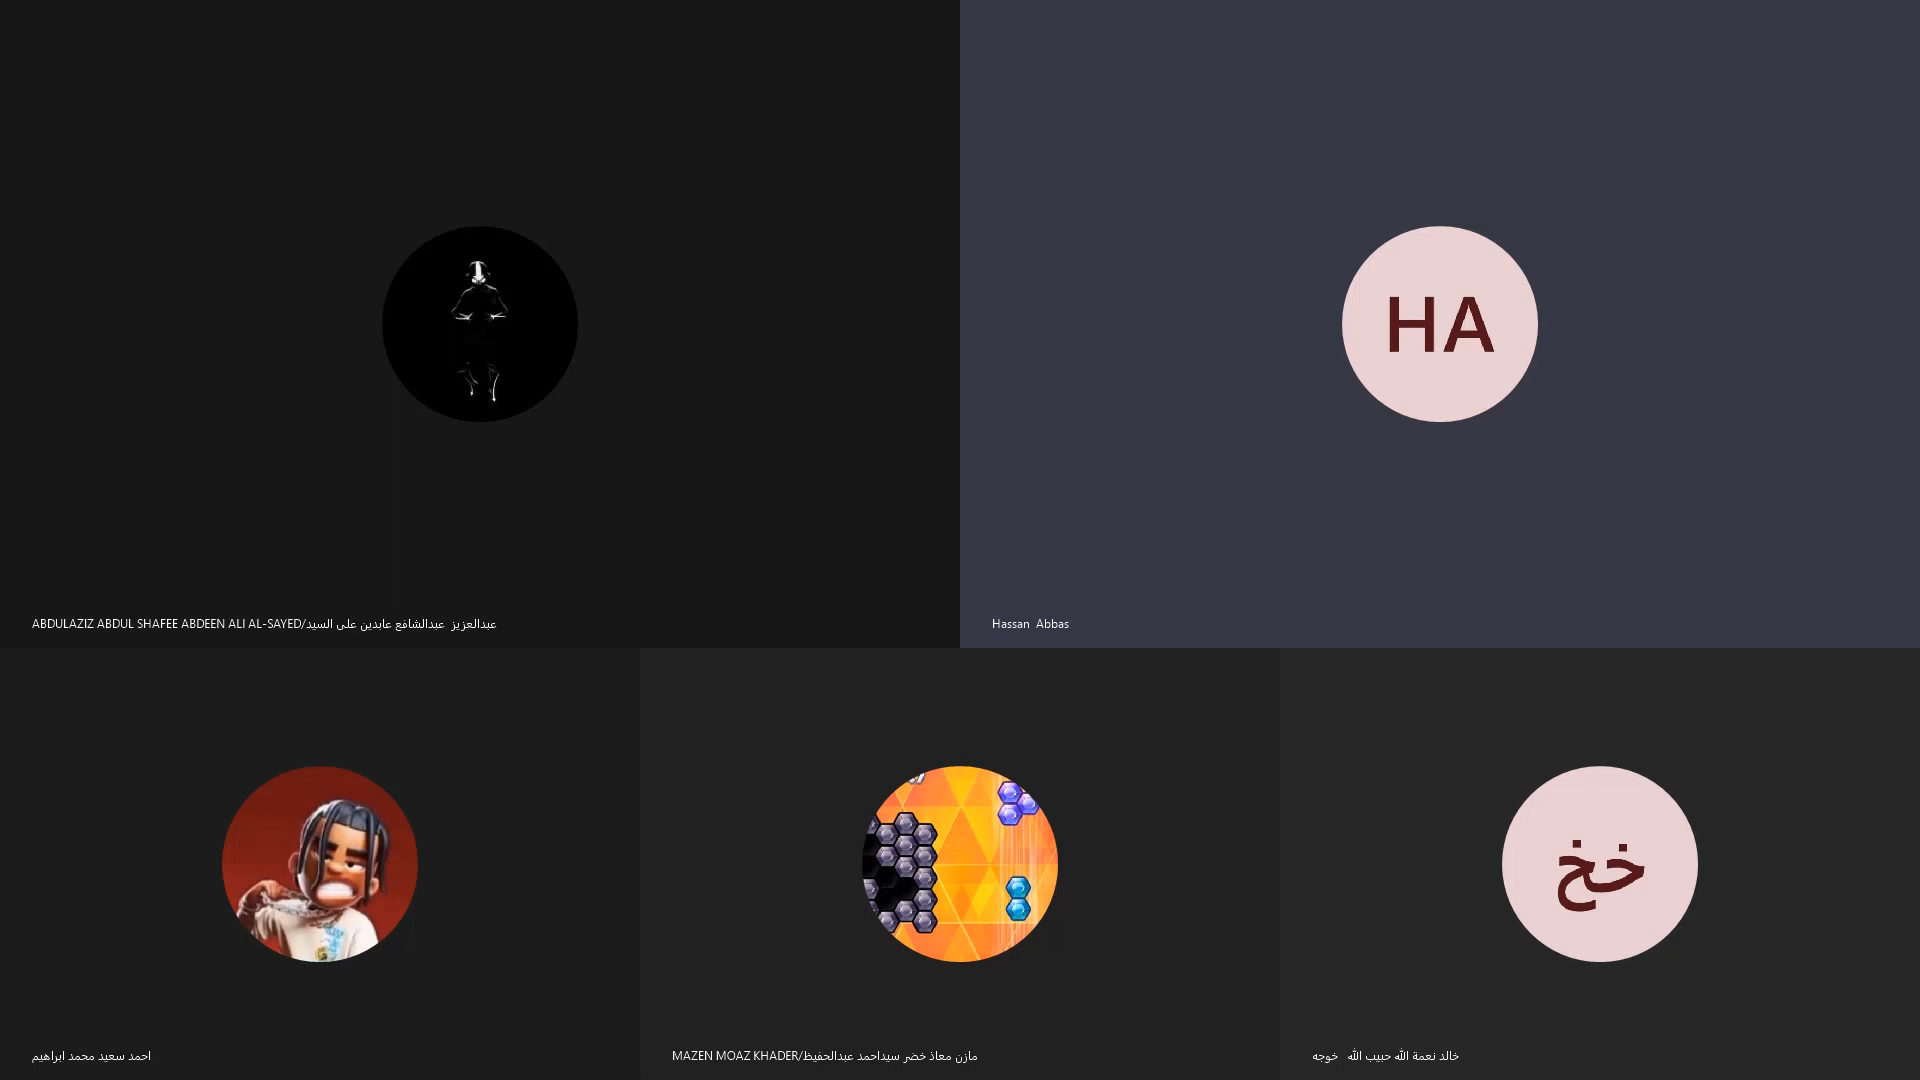 HA
ABDULAZIZ ABDUL SHAFEE ABDEEN ALI AL-SAYED/عبدالعزيز عبدالشافع عابدين على السيد
Hassan Abbas
خخ
احمد سعيد محمد ابراهيم
MAZEN MOAZ KHADER/مازن معاذ خضر سيداحمد عبدالحفيظ
خالد نعمة الله حبيب الله خوجه